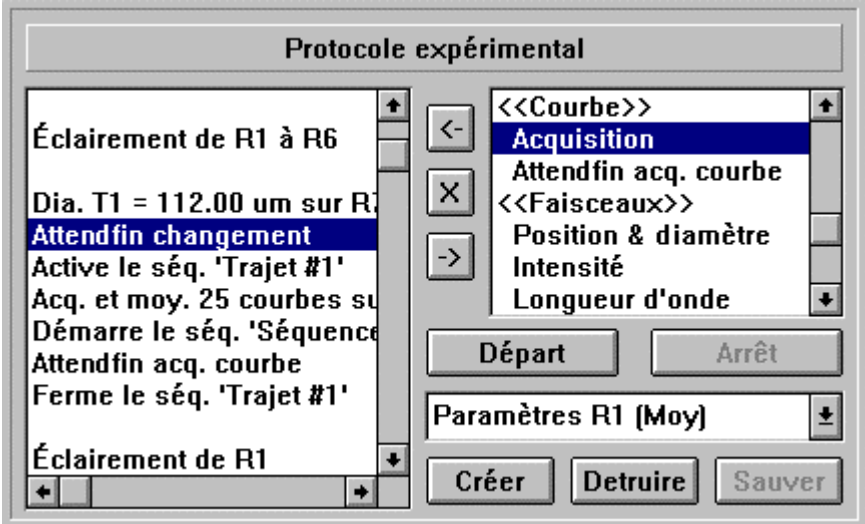 Protocole expérimental
Éclairement de R1 à R6
Dia. T1 = 112.00 um sur R7
Attendfin changement
Active le séq. 'Trajet #1'
Acq. et moy. 25 courbes su
Démarre le séq. 'Séquence
Attendfin acq. courbe
Ferme le séq. 'Trajet #1'
Éclairement de R1
<-
X
->
<<Courbe>>
Acquisition
Attendfin acq. courbe
<<Faisceaux>>
Position & diamètre
Intensité
Longueur d'onde
Départ
Arrêt
Paramètres R1 (Moy)
Créer
Detruire
Sauver